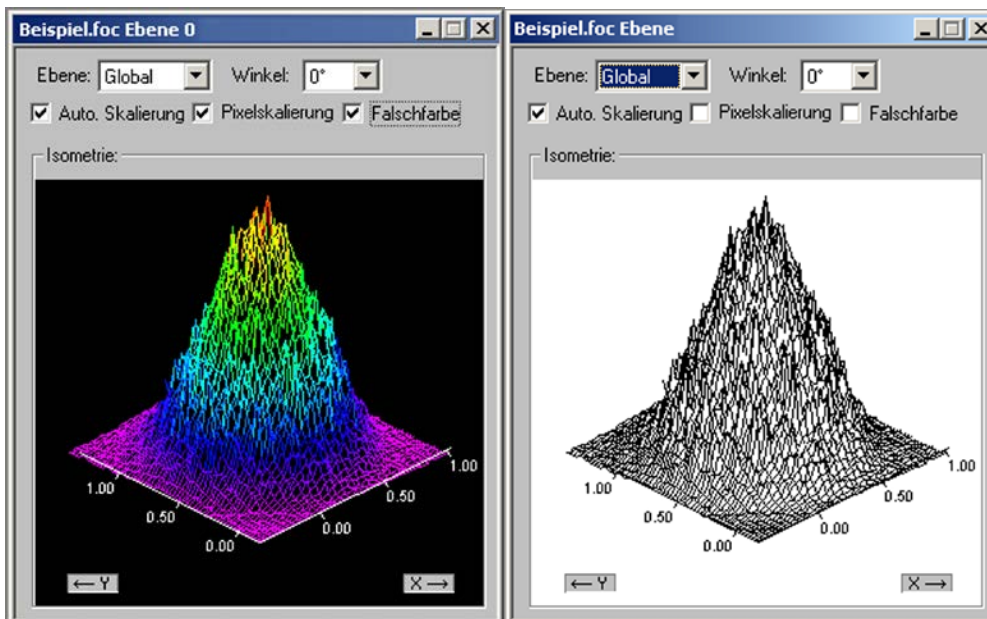 Beispiel.foc Ebene 0
Ebene: Global Winkel: 0°
Auto. Skalierung Pixelskalierung Falschfarbe
Isometrie:
1.00
1.00
0.50
0.50
0.00
0.00
← Y
X →
Beispiel.foc Ebene
Ebene: Global Winkel: 0°
Auto. Skalierung Pixelskalierung Falschfarbe
Isometrie:
1.00
1.00
0.50
0.50
0.00
0.00
← Y
X →